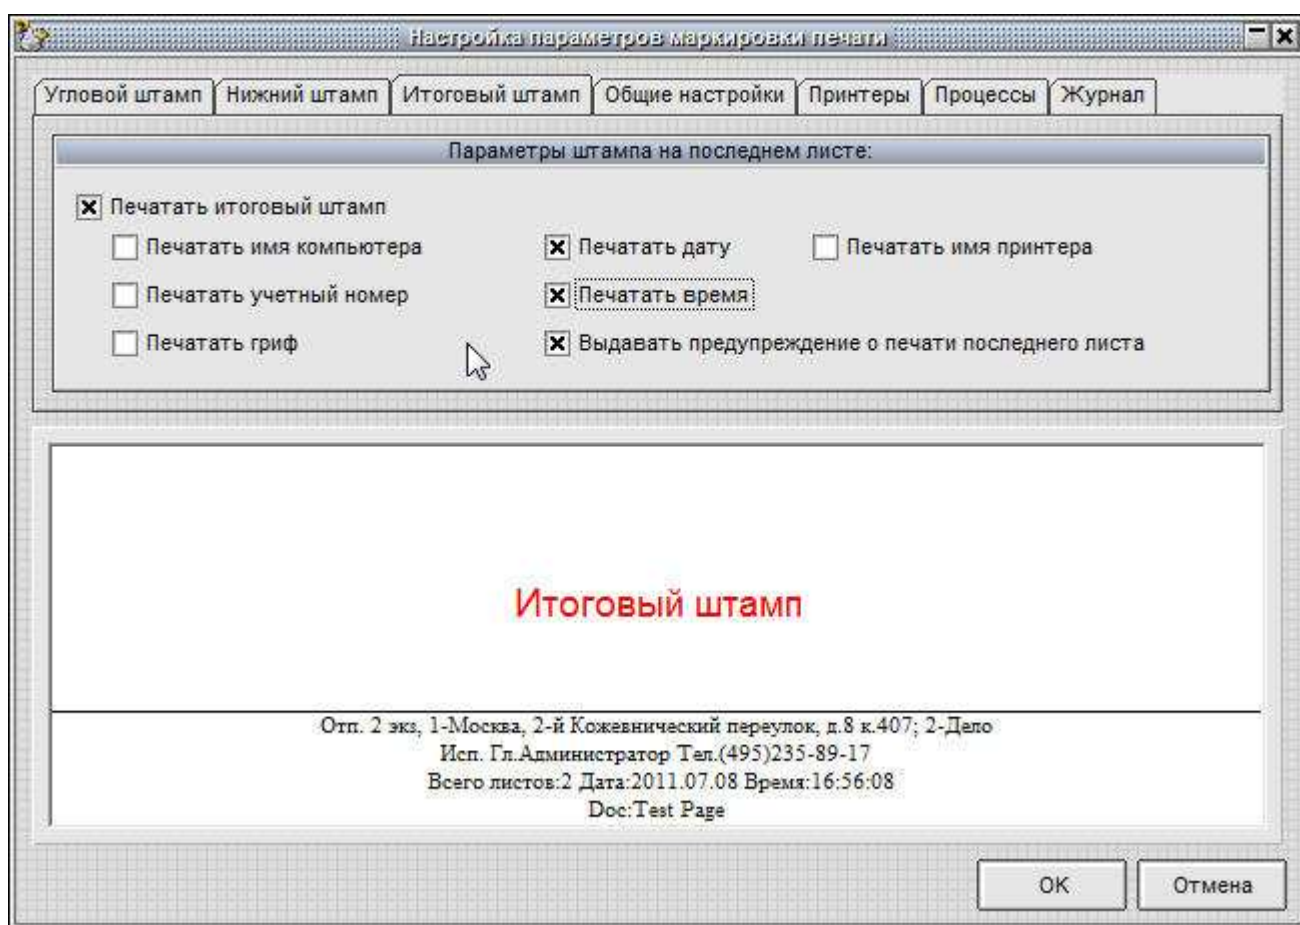 Настройка параметров маркировки печати
Угловой штамп Нижний штамп Итоговый штамп Общие настройки Принтеры Процессы Журнал
Параметры штампа на последнем листе:
Печатать итоговый штамп
Печатать имя компьютера Печатать дату Печатать имя принтера
Печатать учетный номер Печатать время
Печатать гриф Выдавать предупреждение о печати последнего листа
Итоговый штамп
Отп. 2 экз, 1-Москва, 2-й Кожевнический переулок, д.8 к.407; 2-Дело
Исп. Гл.Администратор Тел.(495)235-89-17
Всего листов:2 Дата:2011.07.08 Время:16:56:08
Doc:Test Page
OK Отмена